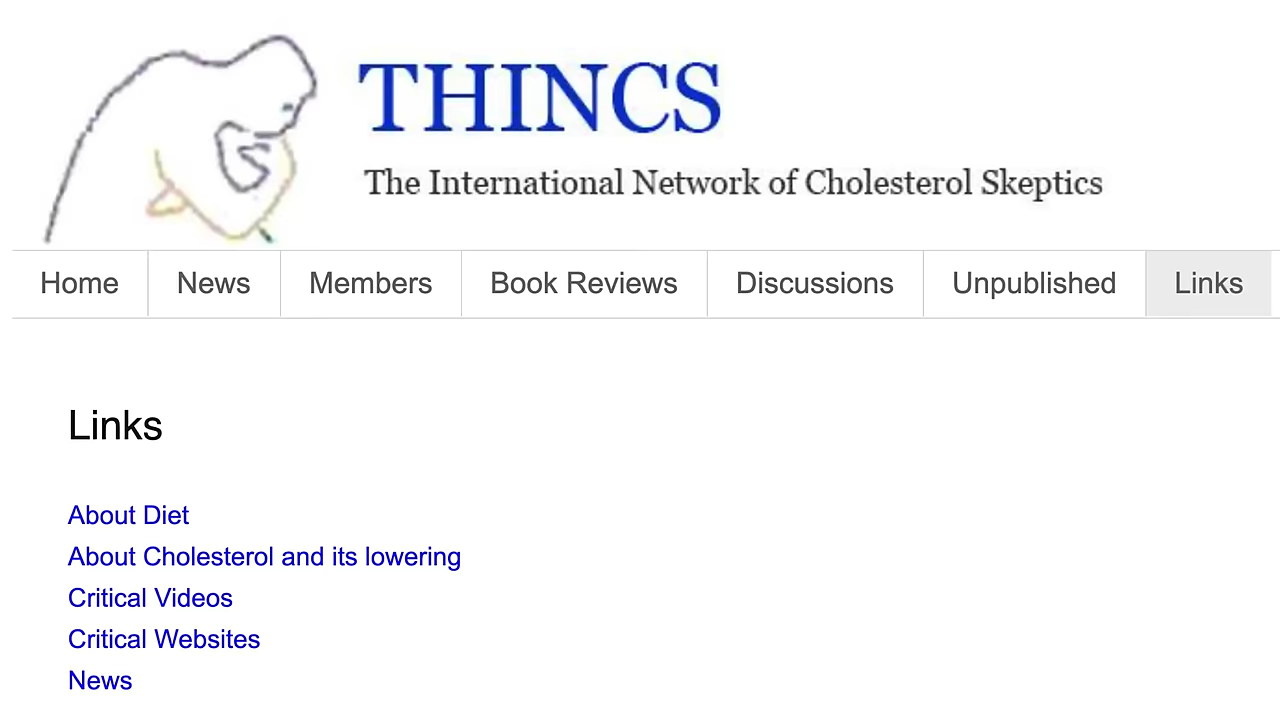 THINCS
The International Network of Cholesterol Skeptics
Home News Members Book Reviews Discussions Unpublished Links
Links
About Diet
About Cholesterol and its lowering
Critical Videos
Critical Websites
News